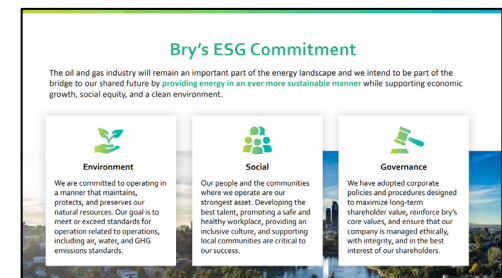 Bry's ESG Commitment
The oil and gas industry will remain an important part of the energy landscape and we intend to be part of the
bridge to our shared future by providing energy in an ever more sustainable manner while supporting economic
growth, social equity, and a clean environment.
Environment
We are committed to operating in
a manner that maintains,
protects, and preserves our
natural resources. Our goal is to
meet or exceed standards for
operation related to operations,
including air, water, and GHG
emissions standards.
Social
Our people and the communities
where we operate are our
strongest asset. Developing the
best talent, promoting a safe and
healthy workplace, providing an
inclusive culture, and supporting
local communities are critical to
our success.
Governance
We have adopted corporate
policies and procedures designed
to maximize long-term
shareholder value, reinforce bry's
core values, and ensure that our
company is managed ethically,
with integrity, and in the best
interest of our shareholders.